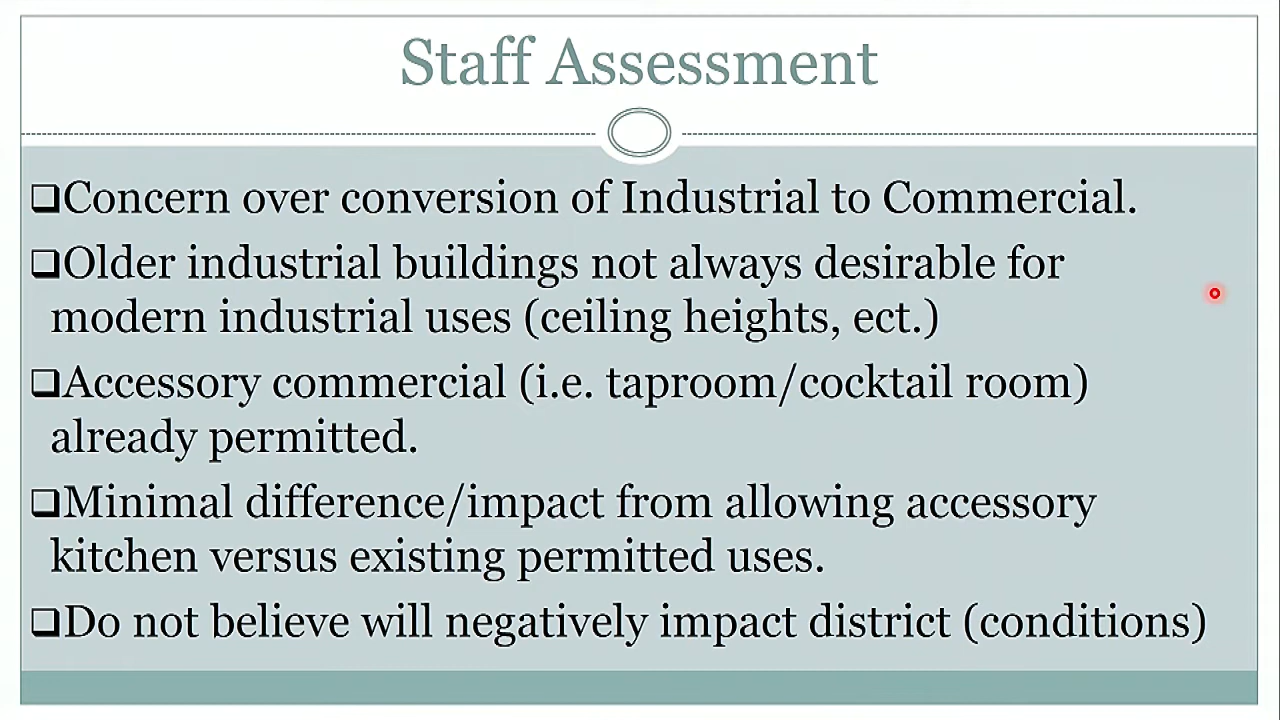 Staff Assessment
❑Concern over conversion of Industrial to Commercial.
❑Older industrial buildings not always desirable for
modern industrial uses (ceiling heights, ect.)
❑Accessory commercial (i.e. taproom/cocktail room)
already permitted.
❑Minimal difference/impact from allowing accessory
kitchen versus existing permitted uses.
❑Do not believe will negatively impact district (conditions)